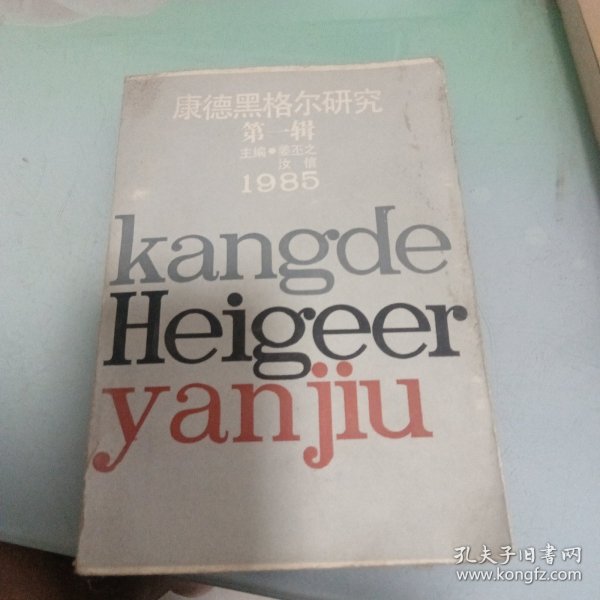 康德黑格尔研究
第一辑
主编●姜丕之
汝信
1985
kangde
Heigeer
yanjiu
孔夫子旧书网
www.kongfz.com